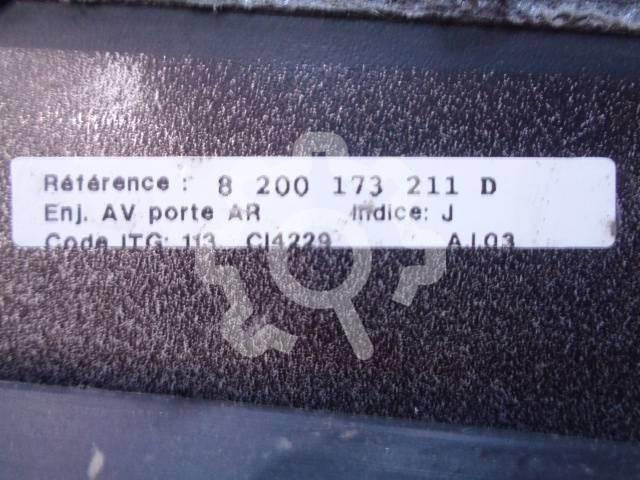 Référence : 8 200 173 211 D
Enj. AV porte AR Indice: J
Code ITG: 113 CI4229 A.I.03